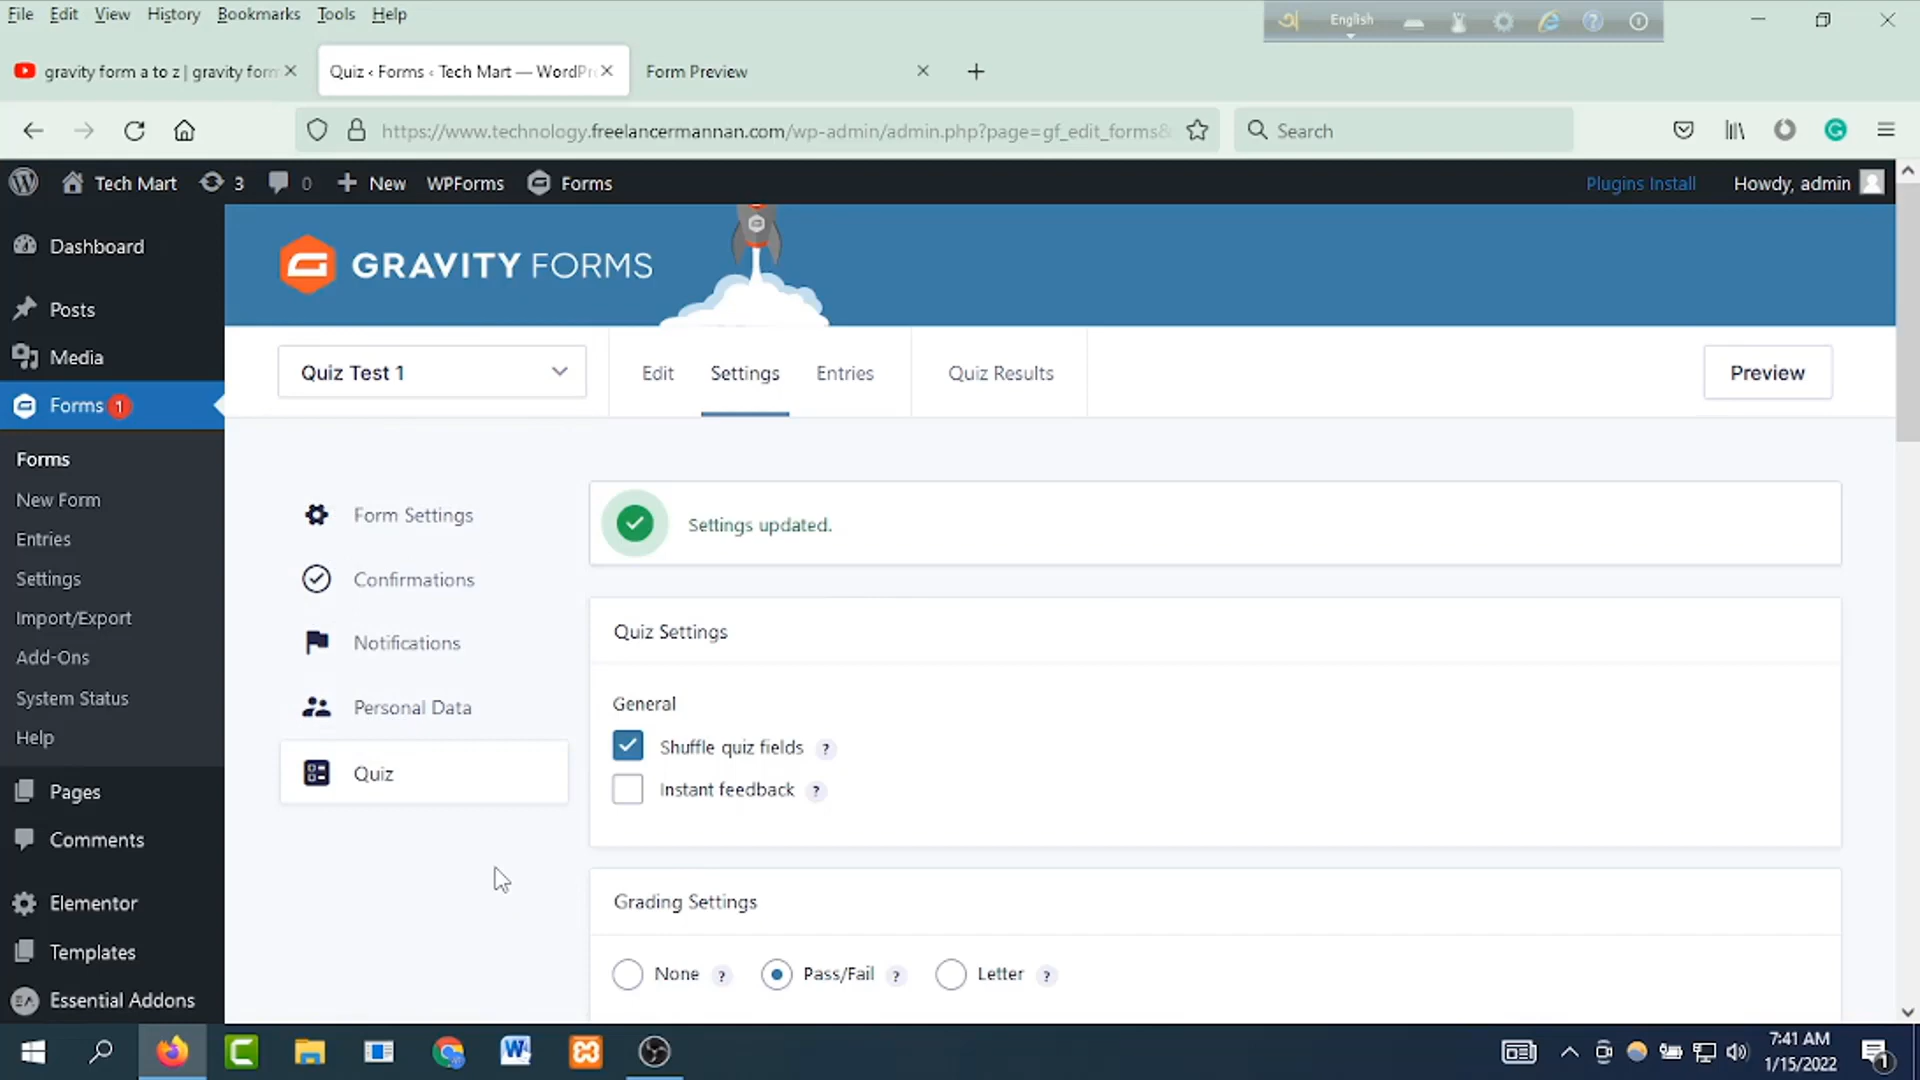 File Edit View History Bookmarks Tools Help
English
gravity form a to z | gravity form
Quiz ‹ Forms ‹ Tech Mart — WordPr
Form Preview
https://www.technology.freelancermannan.com/wp-admin/admin.php?page=gf_edit_forms&
Search
Tech Mart 3 0 New WPForms Forms
Plugins Install
Howdy, admin
Dashboard
Posts
Media
Forms 1
Forms
New Form
Entries
Settings
Import/Export
Add-Ons
System Status
Help
Pages
Comments
Elementor
Templates
EA Essential Addons
GRAVITY FORMS
Quiz Test 1
Edit Settings Entries Quiz Results
Preview
Form Settings
Confirmations
Notifications
Personal Data
Quiz
Settings updated.
Quiz Settings
General
Shuffle quiz fields ?
Instant feedback ?
Grading Settings
None ? Pass/Fail ? Letter ?
7:41 AM
1/15/2022
1